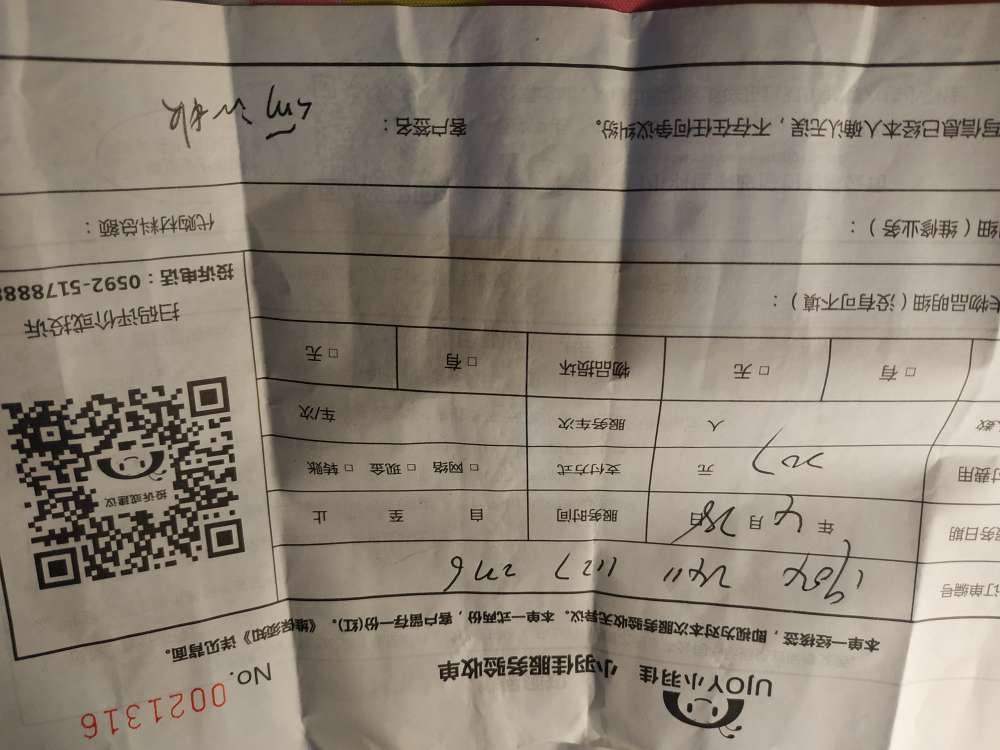 UJOY小羽佳 小羽佳服务验收单
No. 0021316
本单一经核签，即视为对本次服务验收无异议。本单一式两份，客户留存一份(红)。《维保须知》详见背面。
订单编号
务日期 年 4 月 28 日 服务时间 自 至 止
付费用 207 元 支付方式 □ 网络 □ 现金 □ 转账
数 人 服务车次 车/次
□ 有 □ 无 物品损坏 □ 有 □ 无
投诉或建议
扫码评价或投诉
投诉电话：0592-517888
物品明细（没有可不填）：
细（维修业务）： 代购材料总额：
写信息已经本人确认无误，不存在任何争议纠纷。 客户签名：